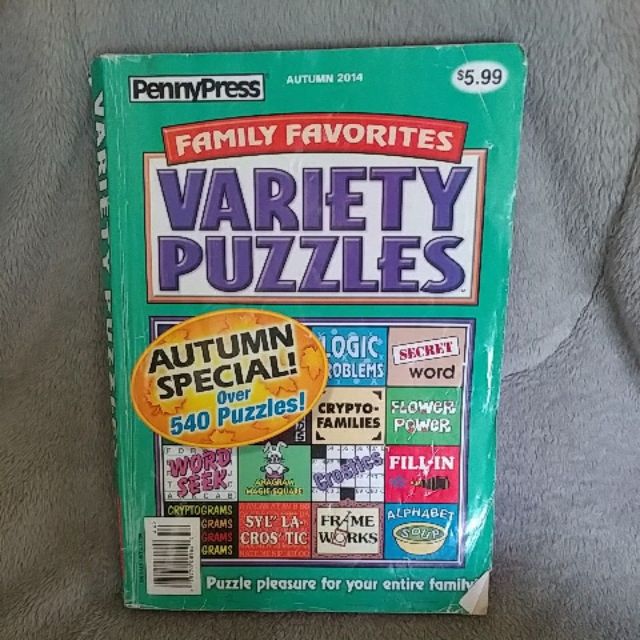 PennyPress
AUTUMN 2014
$5.99
FAMILY FAVORITES
VARIETY
PUZZLES
AUTUMN
SPECIAL!
Over
540 Puzzles!
LOGIC
PROBLEMS
SECRET
word
CRYPTO-
FAMILIES
FLOWER
POWER
WORD
SEEK
ANAGRAM
MAGIC SQUARE
Crostics
FILL-IN
CRYPTOGRAMS
GRAMS
GRAMS
GRAMS
SYL"LA-
CROS'TIC
FRAME
WORKS
ALPHABET
SOUP
Puzzle pleasure for your entire family
VARIETY PUZZLES